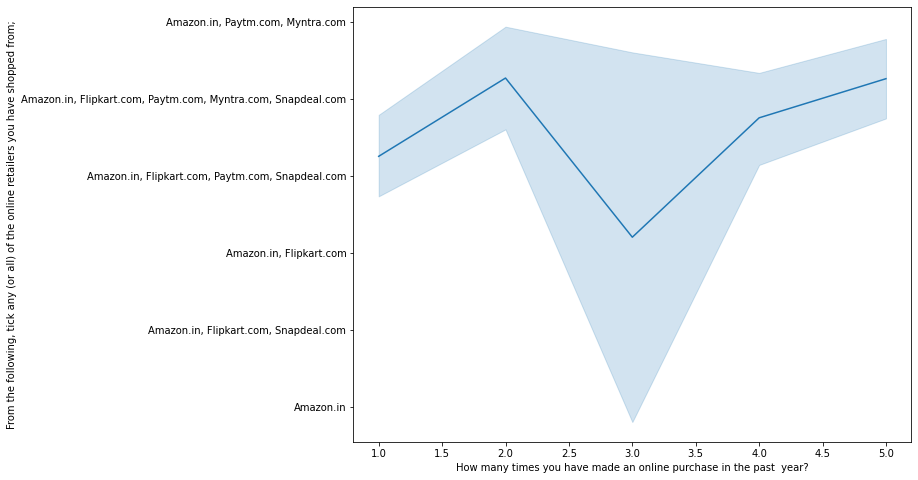 From the following, tick any (or all) of the online retailers you have shopped from;
Amazon.in, Paytm.com, Myntra.com
Amazon.in, Flipkart.com, Paytm.com, Myntra.com, Snapdeal.com
Amazon.in, Flipkart.com, Paytm.com, Snapdeal.com
Amazon.in, Flipkart.com
Amazon.in, Flipkart.com, Snapdeal.com
Amazon.in
1.0 1.5 2.0 2.5 3.0 3.5 4.0 4.5 5.0
How many times you have made an online purchase in the past  year?